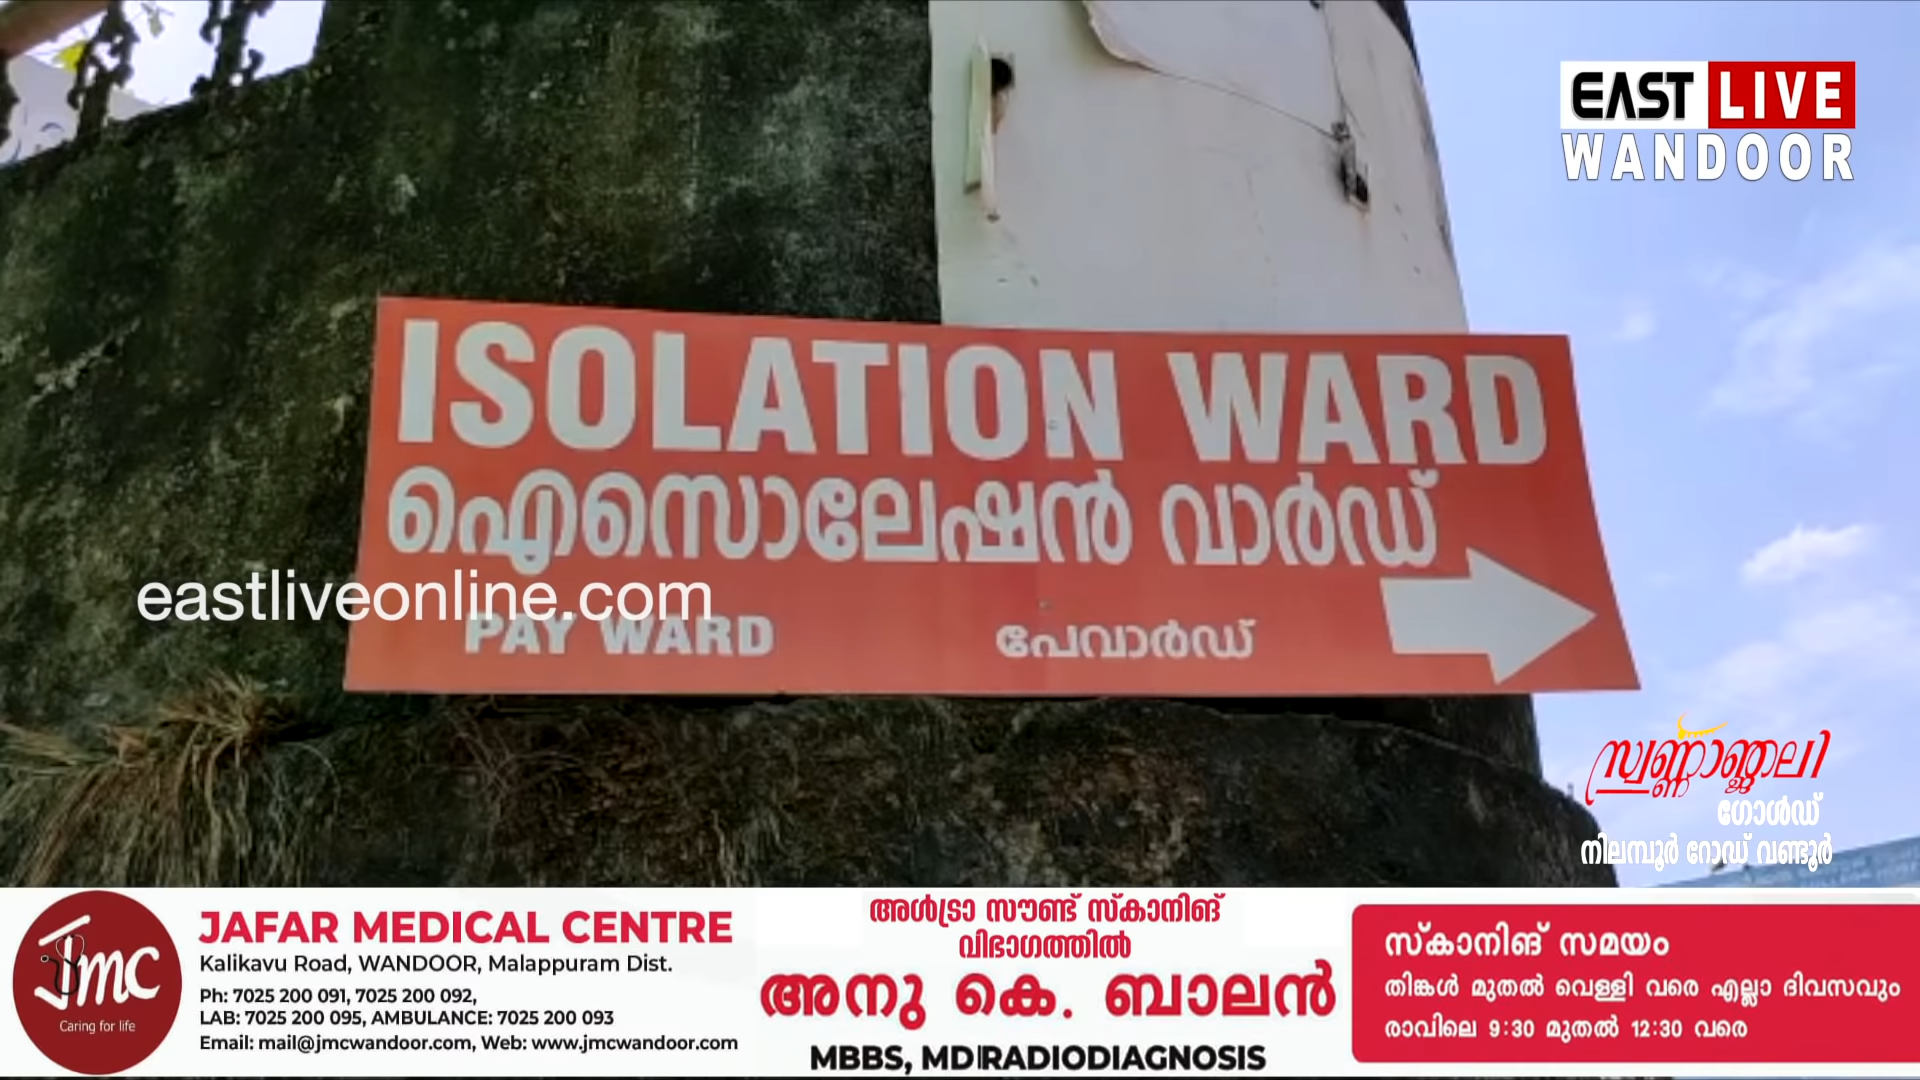 EAST LIVE
WANDOOR
ISOLATION WARD
ഐസൊലേഷൻ വാർഡ്
eastliveonline.com
PAY WARD പേവാർഡ്
സ്വർണ്ണാഞ്ജലി
ഗോൾഡ്
നിലമ്പൂർ റോഡ് വണ്ടൂർ
Jmc
Caring for life
JAFAR MEDICAL CENTRE
Kalikavu Road, WANDOOR, Malappuram Dist.
Ph: 7025 200 091, 7025 200 092,
LAB: 7025 200 095, AMBULANCE: 7025 200 093
Email: mail@jmcwandoor.com, Web: www.jmcwandoor.com
അൾട്രാ സൗണ്ട് സ്കാനിങ്
വിഭാഗത്തിൽ
അനു കെ. ബാലൻ
MBBS, MD|RADIODIAGNOSIS
സ്കാനിങ് സമയം
തിങ്കൾ മുതൽ വെള്ളി വരെ എല്ലാ ദിവസവും
രാവിലെ 9:30 മുതൽ 12:30 വരെ